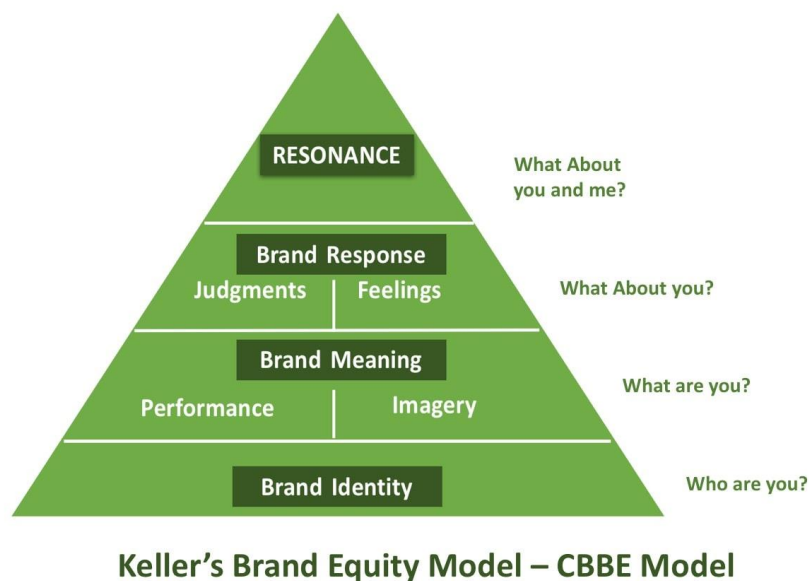 RESONANCE
What About
you and me?
Brand Response
Judgments
Feelings
What About you?
Brand Meaning
Performance
Imagery
What are you?
Brand Identity
Who are you?
Keller's Brand Equity Model – CBBE Model